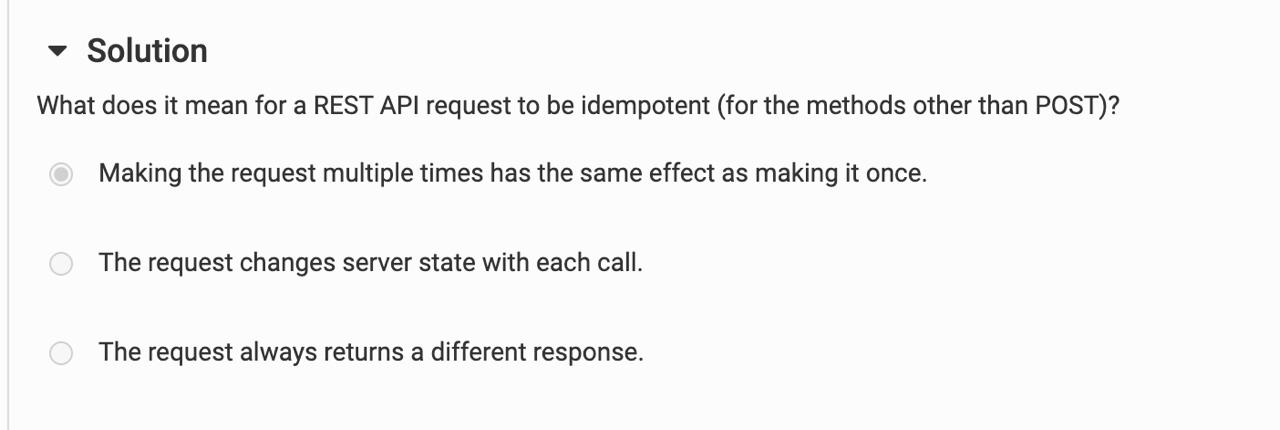 Solution
What does it mean for a REST API request to be idempotent (for the methods other than POST)?
Making the request multiple times has the same effect as making it once.
The request changes server state with each call.
The request always returns a different response.